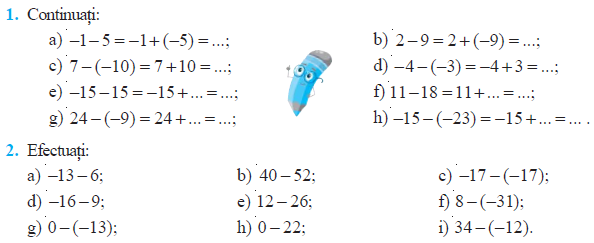 1. Continuați:
a) –1–5=–1+(–5)=...; b) 2–9=2+(–9)=...;
c) 7–(–10)=7+10=...; d) –4–(–3)=–4+3=...;
e) –15–15=–15+...=...; f) 11–18=11+...=...;
g) 24–(–9)=24+...=...; h) –15–(–23)=–15+...=... .
2. Efectuați:
a) –13–6; b) 40–52; c) –17–(–17);
d) –16–9; e) 12–26; f) 8–(–31);
g) 0–(–13); h) 0–22; i) 34–(–12).